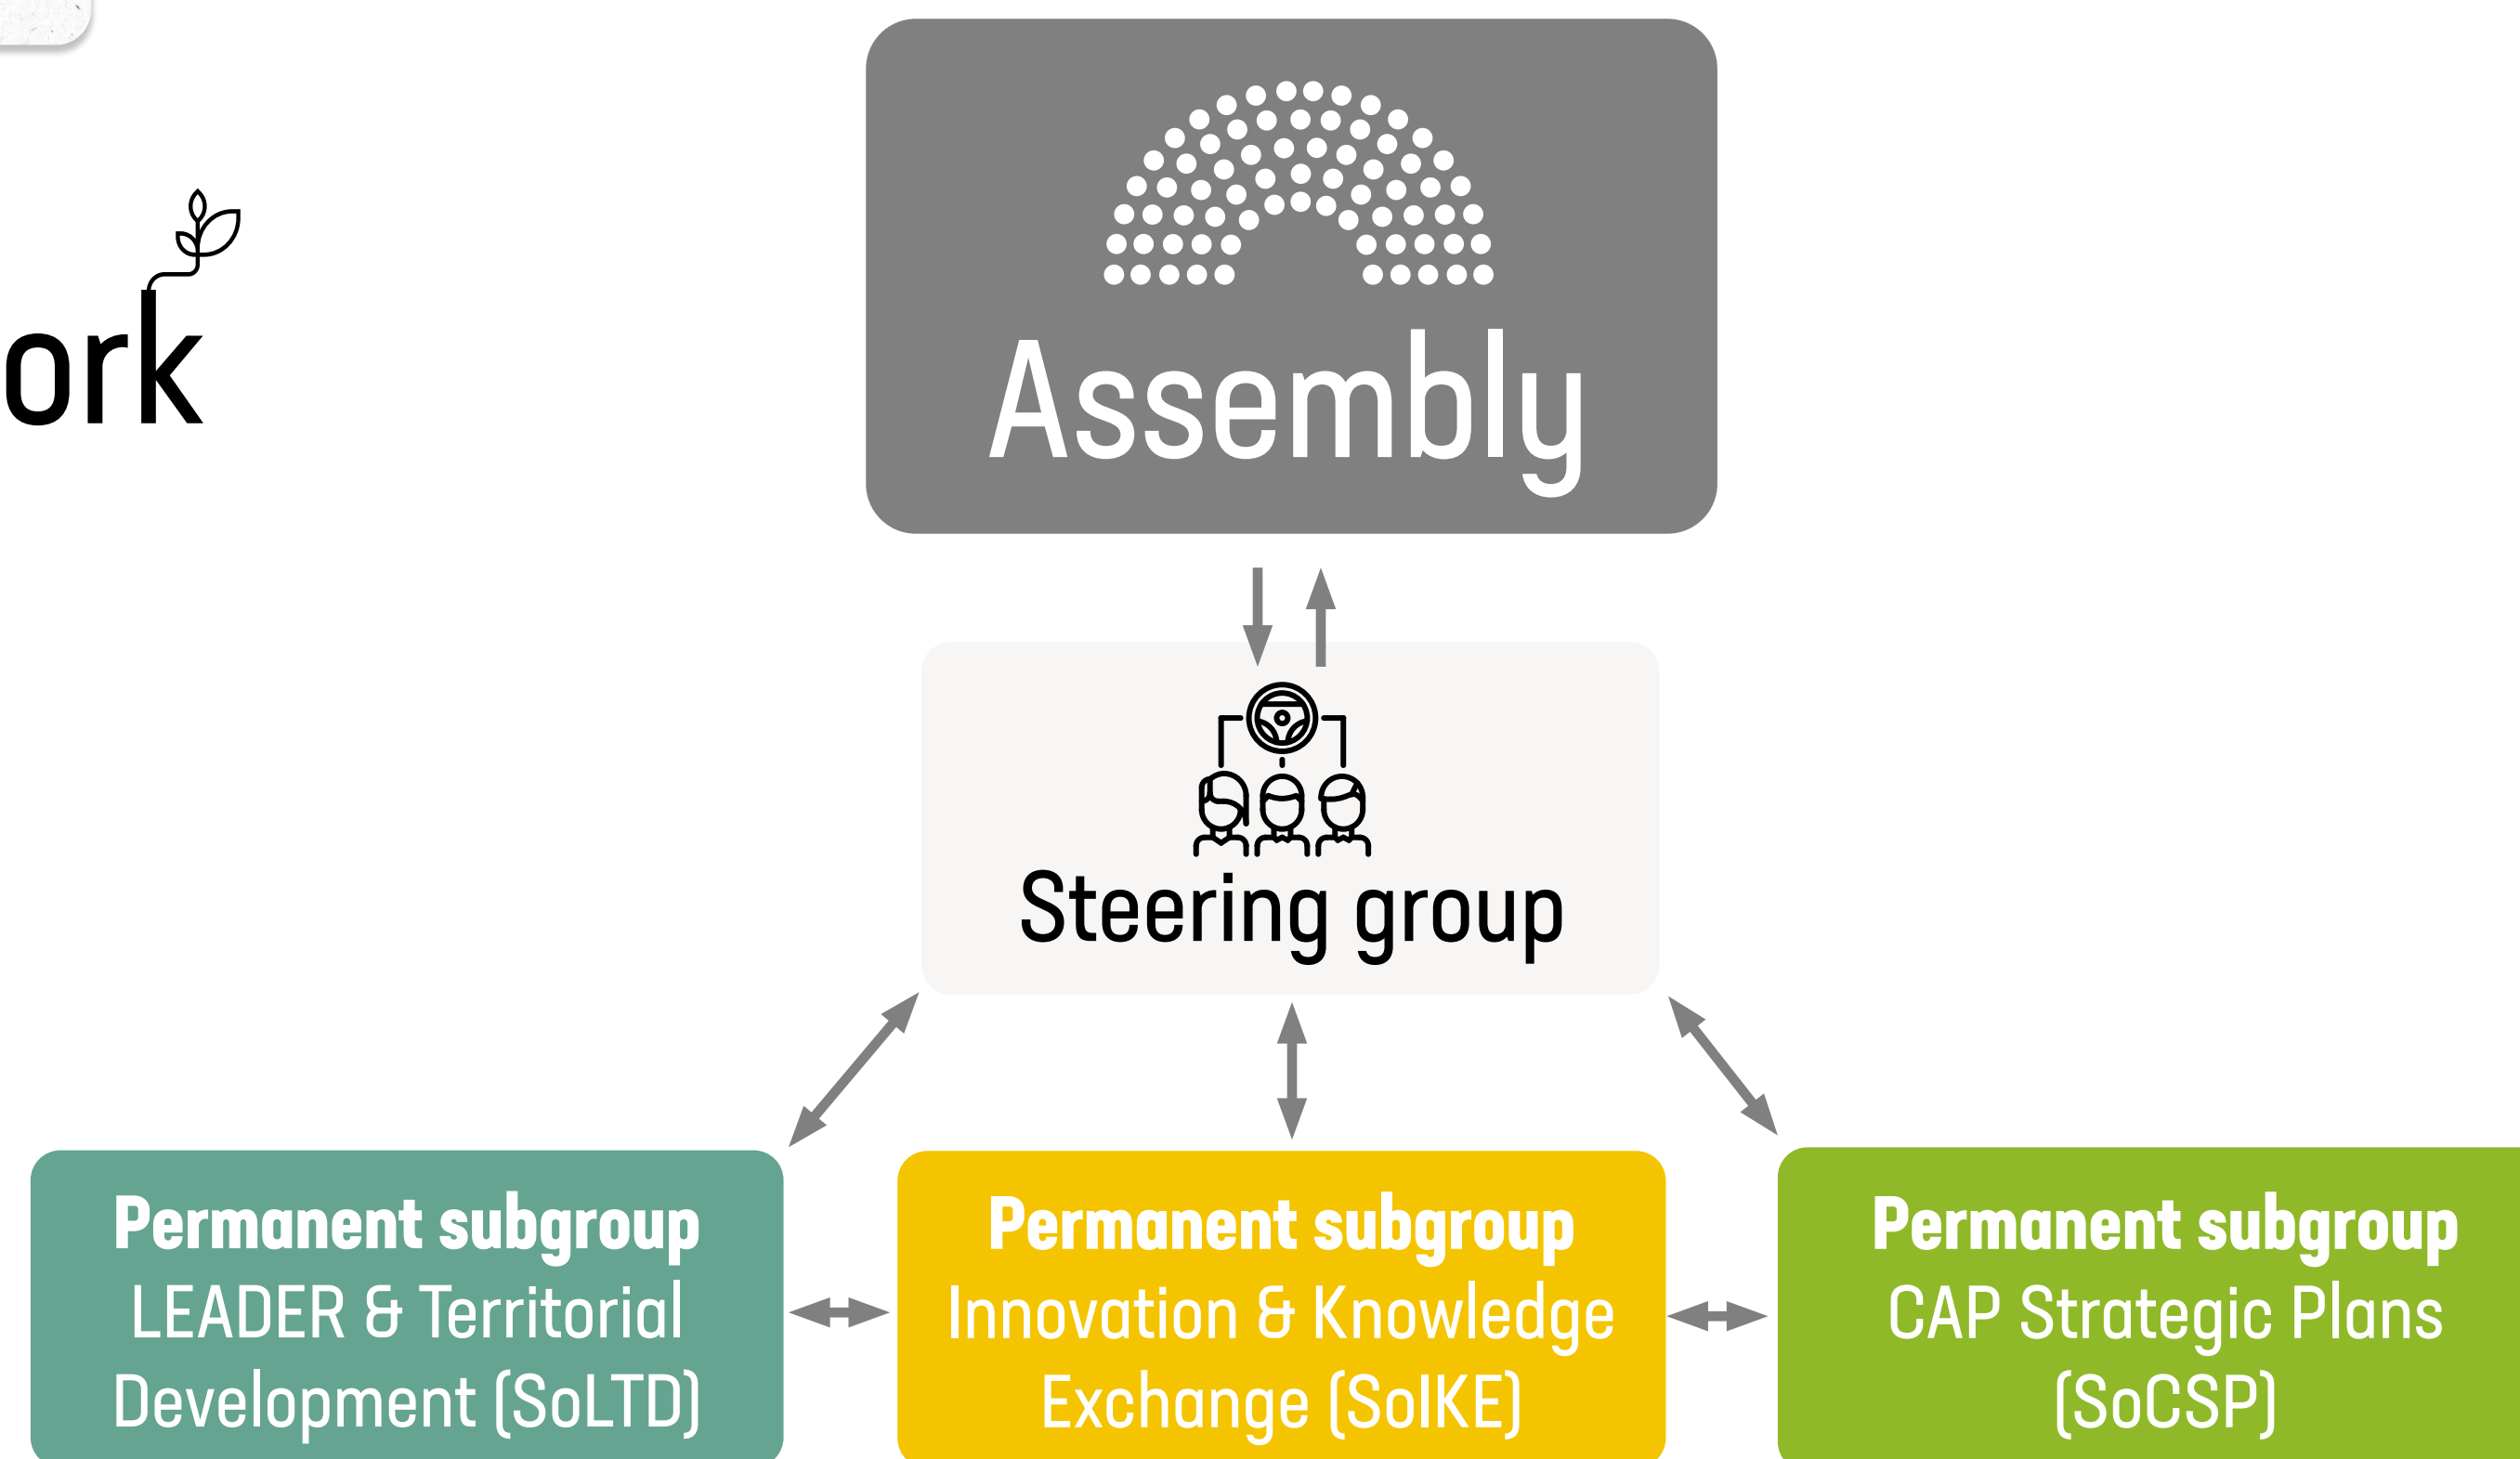 Assembly
ork
Steering group
Permanent subgroup
LEADER & Territorial
Development (SoLTD)
Permanent subgroup
Innovation & Knowledge
Exchange (SoIKE)
Permanent subgroup
CAP Strategic Plans
(SoCSP)